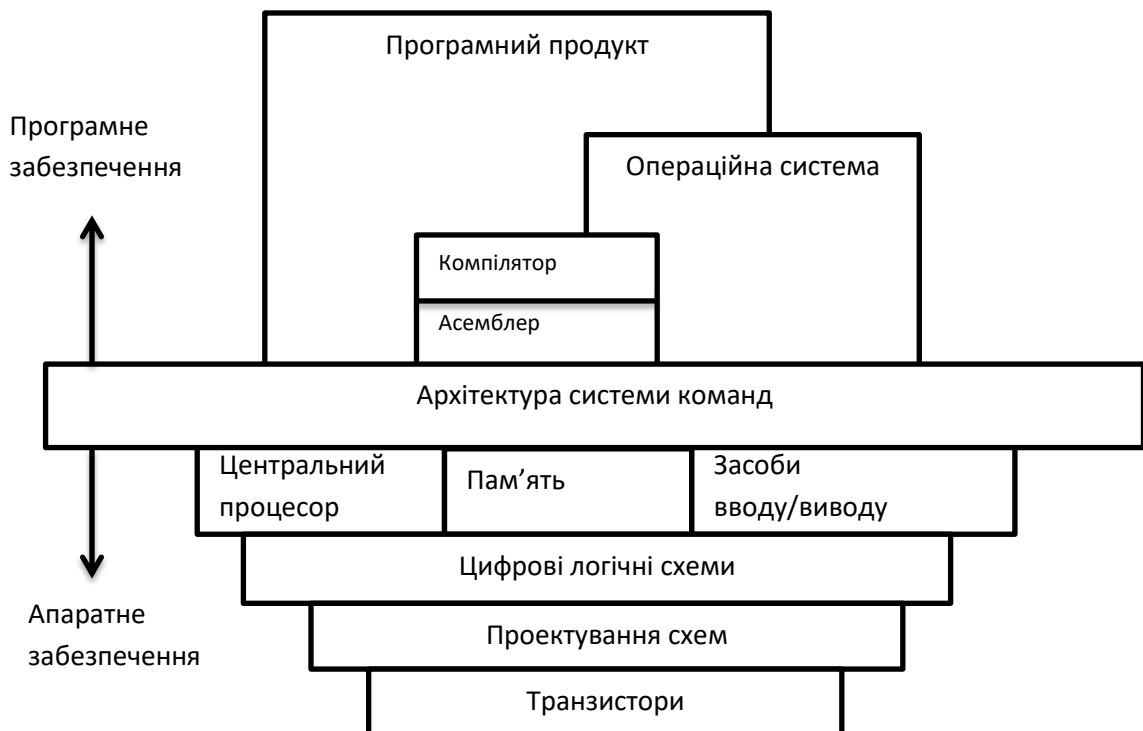 Програмний продукт
Програмне
забезпечення
Операційна система
Компілятор
Асемблер
Архітектура системи команд
Центральний
процесор
Пам’ять
Засоби
вводу/виводу
Цифрові логічні схеми
Апаратне
забезпечення
Проектування схем
Транзистори